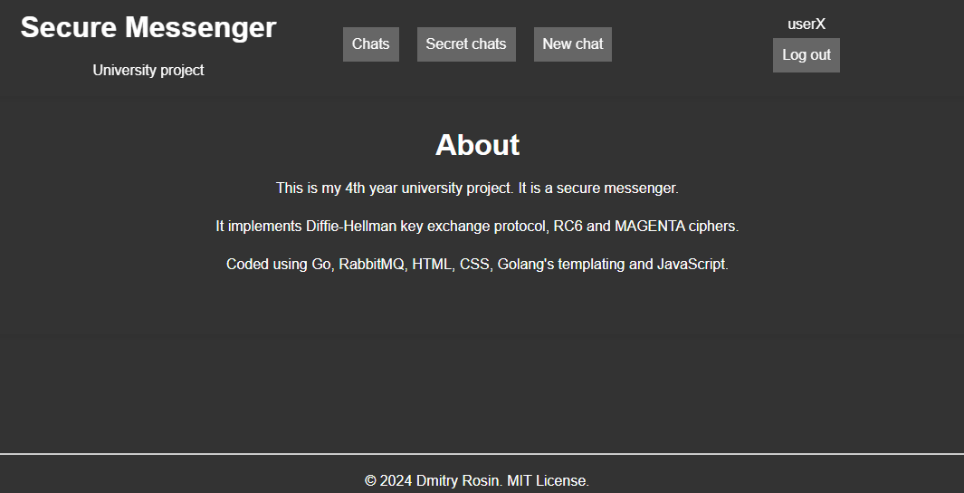 Secure Messenger
University project
Chats
Secret chats
New chat
userX
Log out
About
This is my 4th year university project. It is a secure messenger.
It implements Diffie-Hellman key exchange protocol, RC6 and MAGENTA ciphers.
Coded using Go, RabbitMQ, HTML, CSS, Golang's templating and JavaScript.
© 2024 Dmitry Rosin. MIT License.